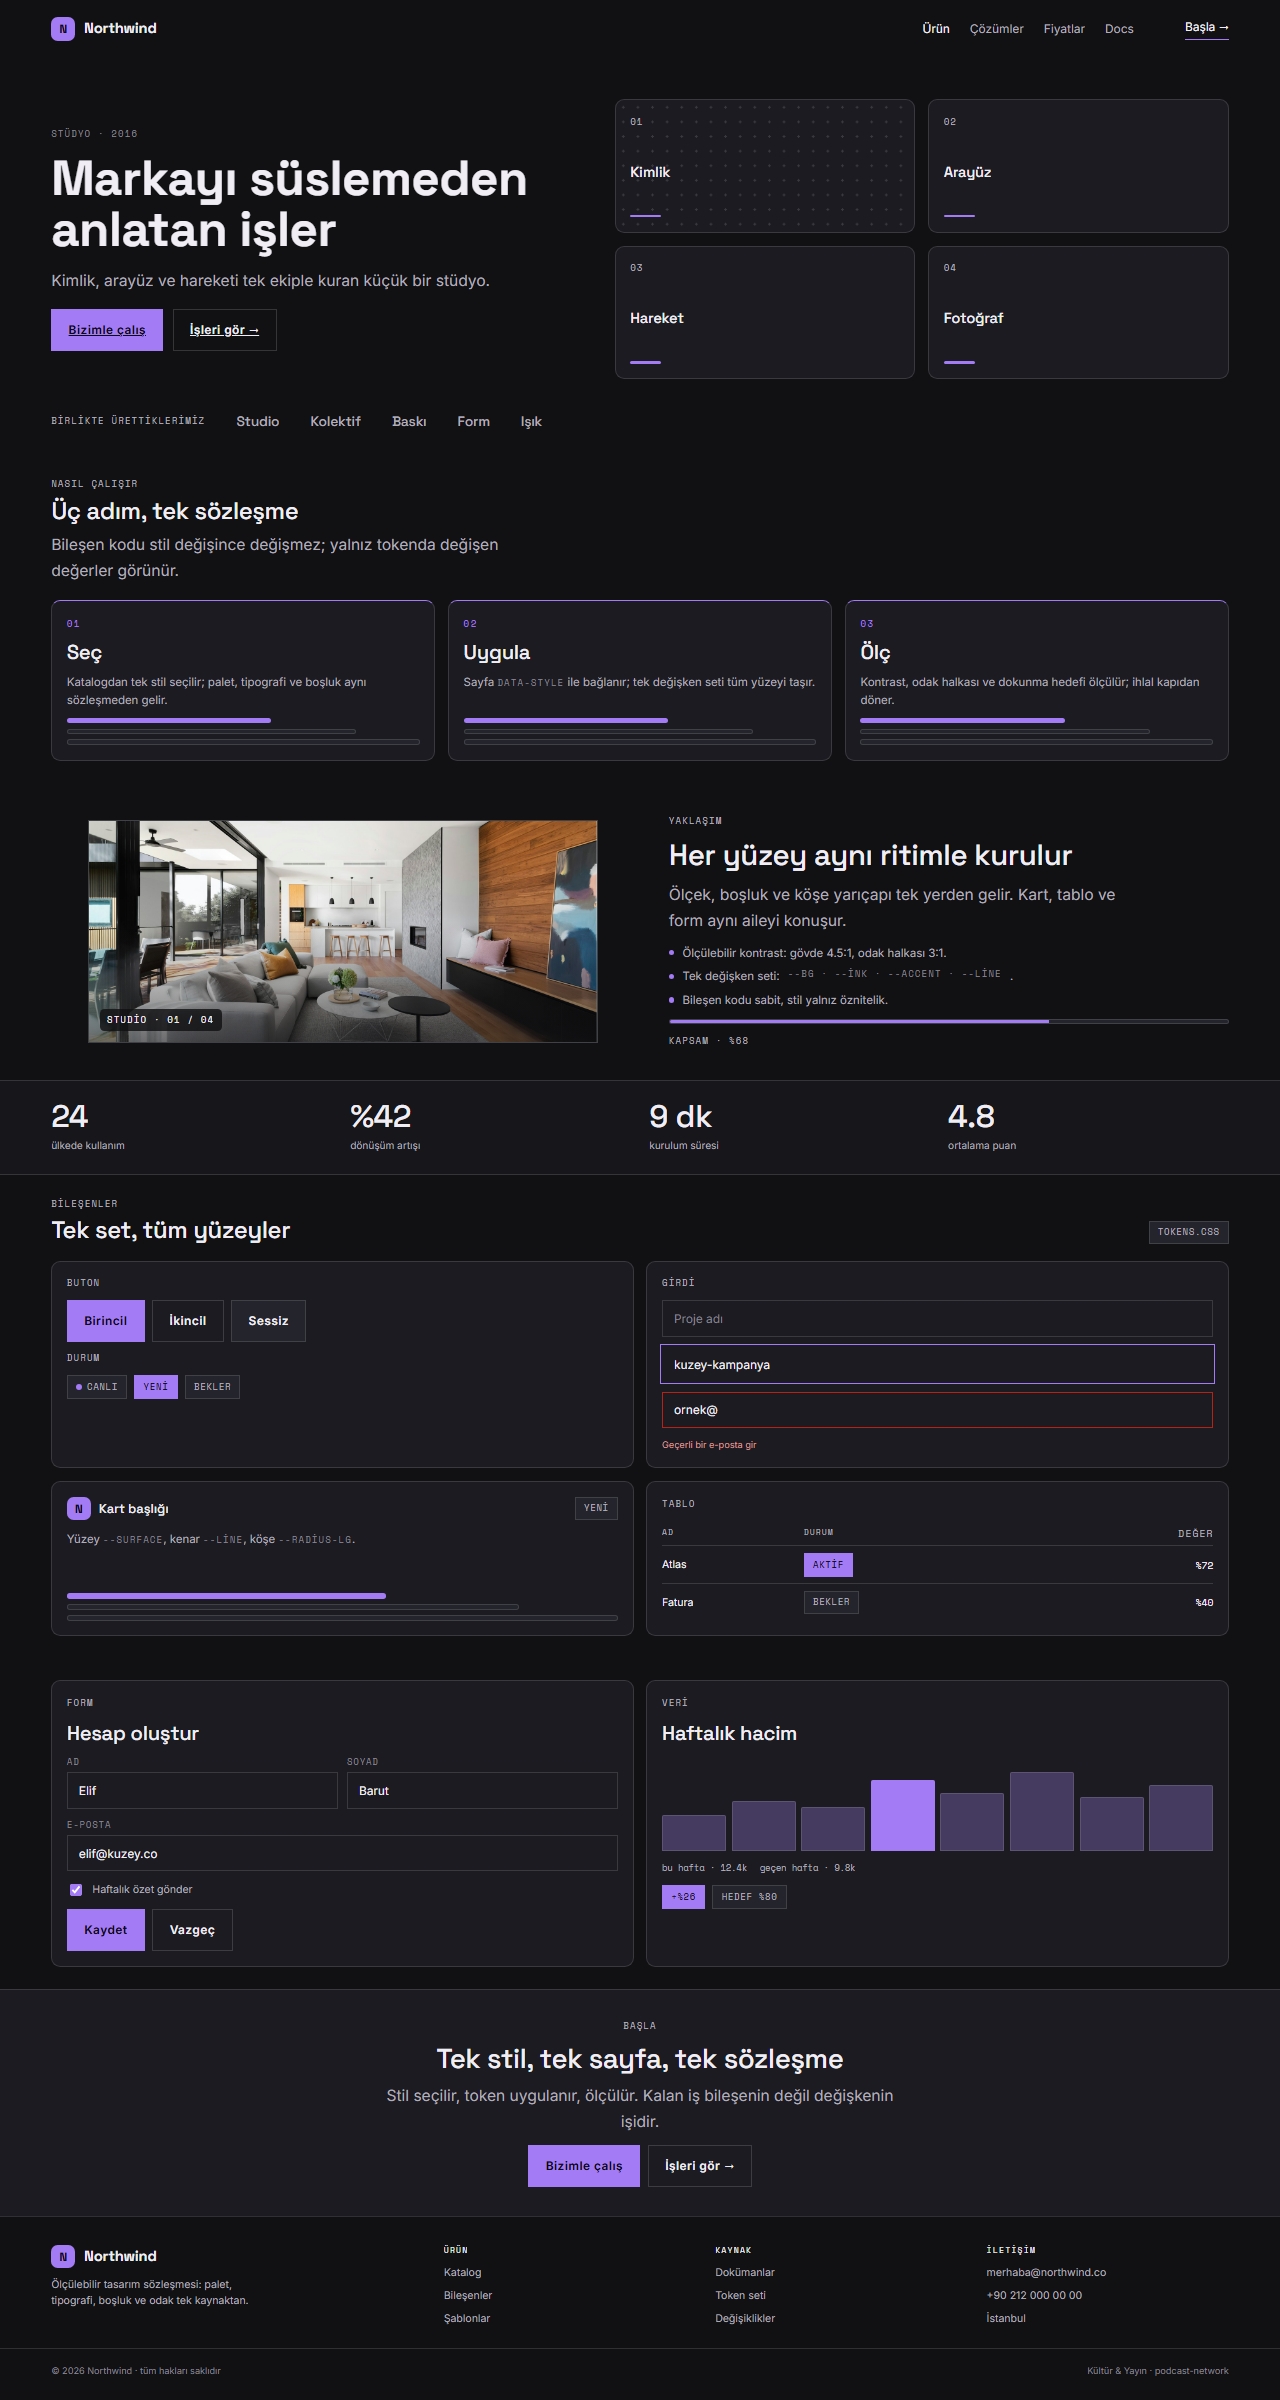 N Northwind
Ürün Çözümler Fiyatlar Docs Başla →
STÜDYO · 2016
Markayı süslemeden
anlatan işler
Kimlik, arayüz ve hareketi tek ekiple kuran küçük bir stüdyo.
Bizimle çalış İşleri gör →
01
Kimlik
02
Arayüz
03
Hareket
04
Fotoğraf
BİRLİKTE ÜRETTİKLERİMİZ Studio Kolektif Baskı Form Işık
NASIL ÇALIŞIR
Üç adım, tek sözleşme
Bileşen kodu stil değişince değişmez; yalnız tokenda değişen
değerler görünür.
01
Seç
Katalogdan tek stil seçilir; palet, tipografi ve boşluk aynı
sözleşmeden gelir.
02
Uygula
Sayfa DATA-STYLE ile bağlanır; tek değişken seti tüm yüzeyi taşır.
03
Ölç
Kontrast, odak halkası ve dokunma hedefi ölçülür; ihlal kapıdan
döner.
STUDİO · 01 / 04
YAKLAŞIM
Her yüzey aynı ritimle kurulur
Ölçek, boşluk ve köşe yarıçapı tek yerden gelir. Kart, tablo ve
form aynı aileyi konuşur.
Ölçülebilir kontrast: gövde 4.5:1, odak halkası 3:1.
Tek değişken seti: --BG · --İNK · --ACCENT · --LİNE .
Bileşen kodu sabit, stil yalnız öznitelik.
KAPSAM · %68
24
ülkede kullanım
%42
dönüşüm artışı
9 dk
kurulum süresi
4.8
ortalama puan
BİLEŞENLER
Tek set, tüm yüzeyler
TOKENS.CSS
BUTON
Birincil İkincil Sessiz
DURUM
CANLI YENİ BEKLER
GİRDİ
Proje adı
kuzey-kampanya
ornek@
Geçerli bir e-posta gir
N Kart başlığı YENİ
Yüzey --SURFACE, kenar --LİNE, köşe --RADİUS-LG.
TABLO
AD DURUM DEĞER
Atlas AKTİF %72
Fatura BEKLER %40
FORM
Hesap oluştur
AD SOYAD
Elif Barut
E-POSTA
elif@kuzey.co
Haftalık özet gönder
Kaydet Vazgeç
VERİ
Haftalık hacim
bu hafta · 12.4k geçen hafta · 9.8k
+%26 HEDEF %80
BAŞLA
Tek stil, tek sayfa, tek sözleşme
Stil seçilir, token uygulanır, ölçülür. Kalan iş bileşenin değil değişkenin
işidir.
Bizimle çalış İşleri gör →
N Northwind
Ölçülebilir tasarım sözleşmesi: palet,
tipografi, boşluk ve odak tek kaynaktan.
ÜRÜN
Katalog
Bileşenler
Şablonlar
KAYNAK
Dokümanlar
Token seti
Değişiklikler
İLETİŞİM
merhaba@northwind.co
+90 212 000 00 00
İstanbul
© 2026 Northwind · tüm hakları saklıdır
Kültür & Yayın · podcast-network